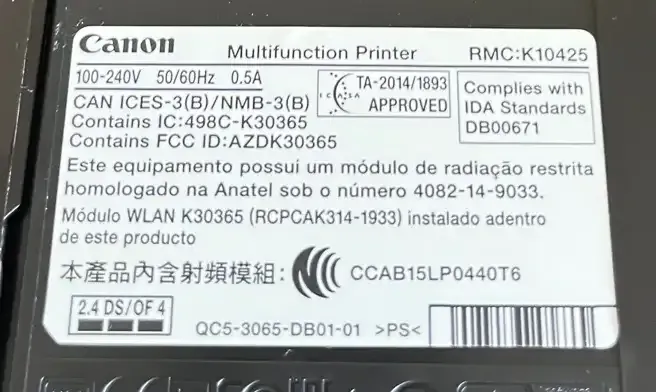 Canon Multifunction Printer RMC:K10425
100-240V 50/60Hz 0.5A
CAN ICES-3(B)/NMB-3(B)
Contains IC:498C-K30365
Contains FCC ID:AZDK30365
ICASA
TA-2014/1893
APPROVED
Complies with
IDA Standards
DB00671
Este equipamento possui um módulo de radiação restrita
homologado na Anatel sob o número 4082-14-9033.
Módulo WLAN K30365 (RCPCAK314-1933) instalado adentro
de este producto
本產品內含射頻模組: CCAB15LP0440T6
2.4 DS/OF 4
QC5-3065-DB01-01 >PS<